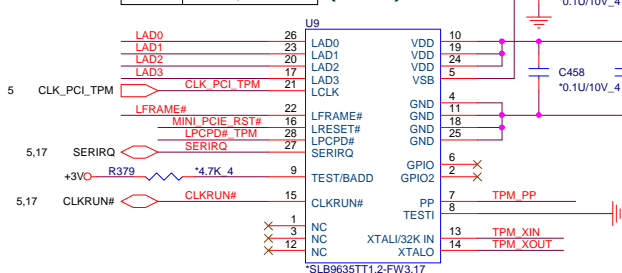 0.1U/10V_4
U9
LAD0 26 LAD0 VDD 10
LAD1 23 LAD1 VDD 19
LAD2 20 LAD2 VDD 24
LAD3 17 LAD3 VSB 5
5 CLK_PCI_TPM CLK_PCI_TPM 21 LCLK
C458
*0.1U/10V_4
GND 4
LFRAME# 22 LFRAME# GND 11
MINI_PCIE_RST# 16 LRESET# GND 18
LPCPD#_TPM 28 LPCPD# GND 25
5,17 SERIRQ SERIRQ 27 SERIRQ
GPIO 6
+3V R379 *4.7K_4 9 TEST/BADD GPIO2 2
5,17 CLKRUN# CLKRUN# 15 CLKRUN# PP 7 TPM_PP
TESTI 8
1 NC
3 NC XTALI/32K IN 13 TPM_XIN
12 NC XTALO 14 TPM_XOUT
*SLB9635TT1.2-FW3.17